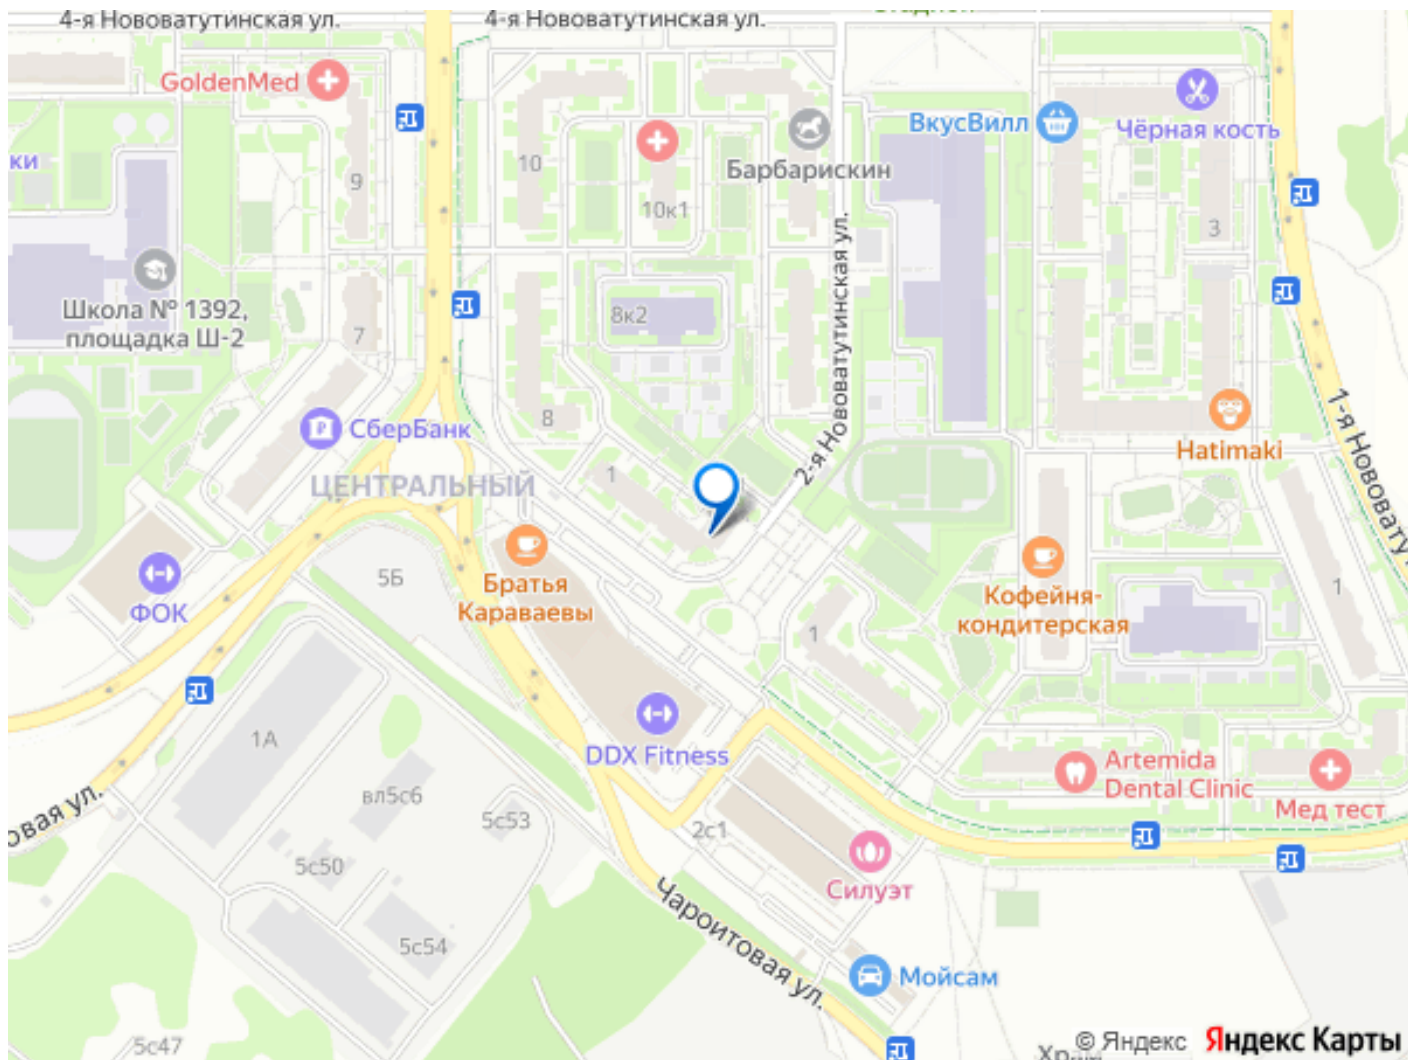 4-я Нововатутинская ул.
4-я Нововатутинская ул.
GoldenMed
ВкусВилл
Чёрная кость
ки
Барбарискин
10
9
10к1
3
2-я Нововатутинская ул.
Школа № 1392,
площадка Ш-2
8к2
7
8
СберБанк
Hatimaki
1-я Нововату
ЦЕНТРАЛЬНЫЙ
1
5Б
Братья
Караваевы
ФОК
Кофейня-
кондитерская
1
1
1А
DDX Fitness
Artemida
Dental Clinic
Мед тест
вл5с6
5с53
2с1
овая ул.
5с50
Силуэт
Чароитовая ул.
5с54
Мойсам
5с47
© Яндекс Яндекс Карты